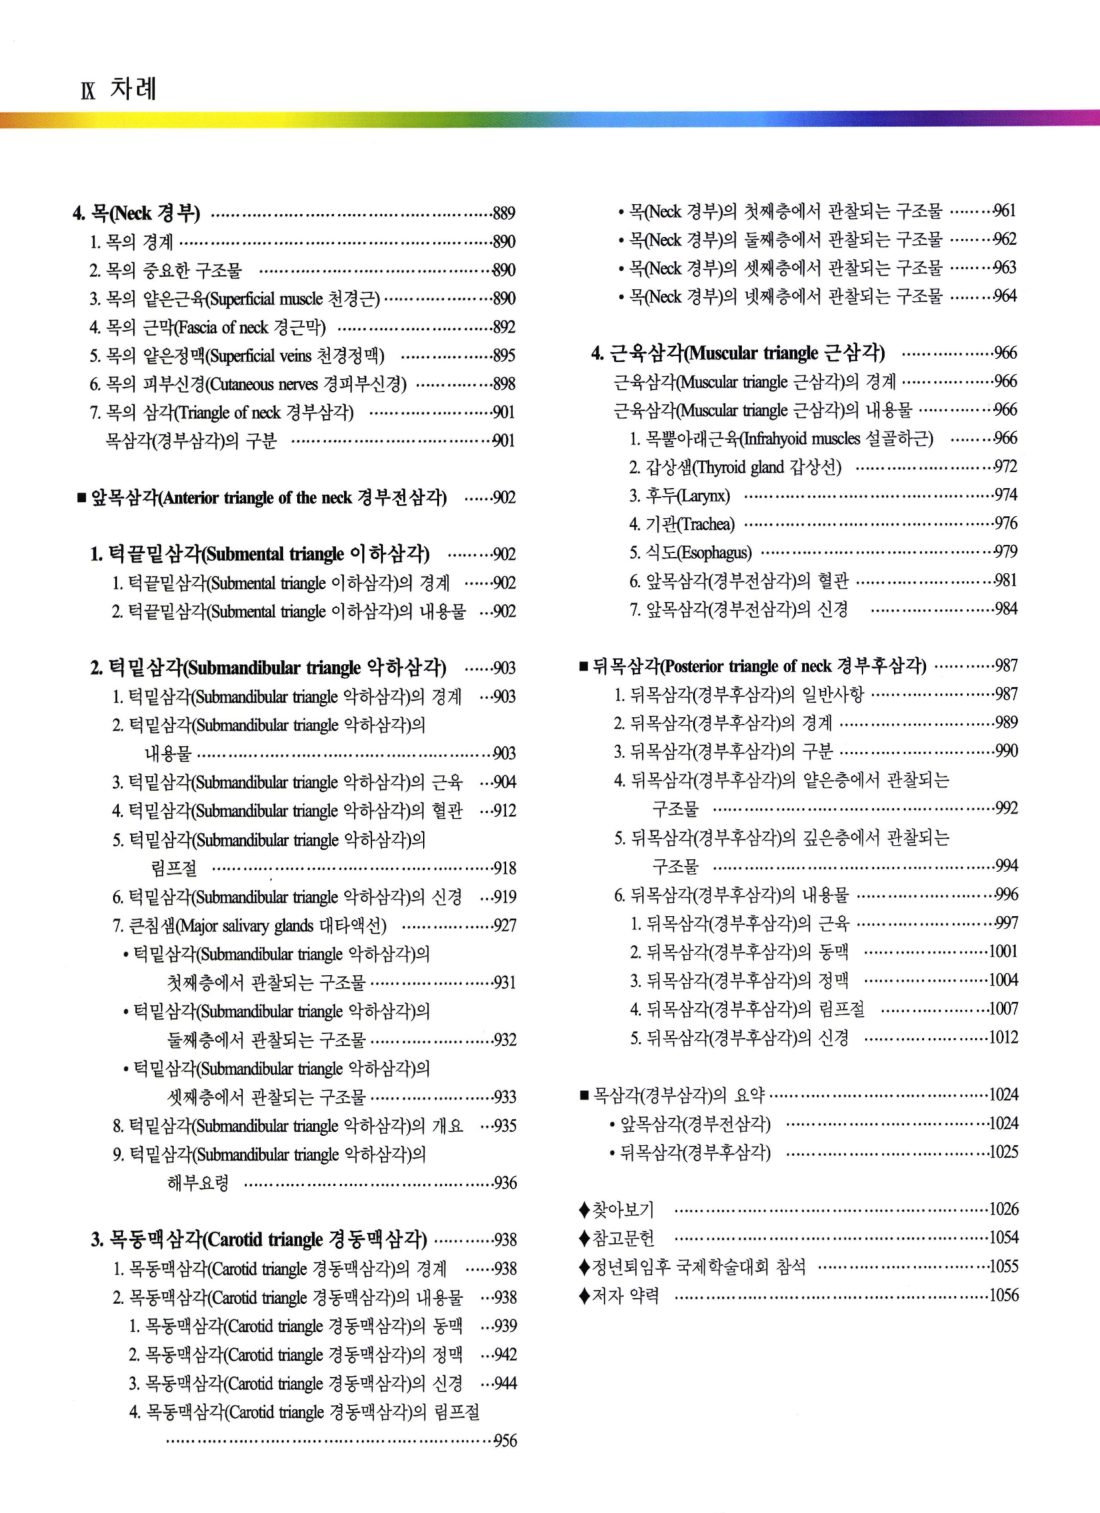 Ⅸ 차례
4. 목(Neck 경부) ·····889
1. 목의 경계 ·····890
2. 목의 중요한 구조물 ·····890
3. 목의 얕은근육(Superficial muscle 천경근) ·····890
4. 목의 근막(Fascia of neck 경근막) ·····892
5. 목의 얕은정맥(Superficial veins 천경정맥) ·····895
6. 목의 피부신경(Cutaneous nerves 경피부신경) ·····898
7. 목의 삼각(Triangle of neck 경부삼각) ·····901
목삼각(경부삼각)의 구분 ·····901
■ 앞목삼각(Anterior triangle of the neck 경부전삼각) ·····902
1. 턱끝밑삼각(Submental triangle 이하삼각) ·····902
1. 턱끝밑삼각(Submental triangle 이하삼각)의 경계 ·····902
2. 턱끝밑삼각(Submental triangle 이하삼각)의 내용물 ···902
2. 턱밑삼각(Submandibular triangle 악하삼각) ·····903
1. 턱밑삼각(Submandibular triangle 악하삼각)의 경계 ···903
2. 턱밑삼각(Submandibular triangle 악하삼각)의
내용물 ·····903
3. 턱밑삼각(Submandibular triangle 악하삼각)의 근육 ···904
4. 턱밑삼각(Submandibular triangle 악하삼각)의 혈관 ···912
5. 턱밑삼각(Submandibular triangle 악하삼각)의
림프절 ·····918
6. 턱밑삼각(Submandibular triangle 악하삼각)의 신경 ···919
7. 큰침샘(Major salivary glands 대타액선) ·····927
• 턱밑삼각(Submandibular triangle 악하삼각)의
첫째층에서 관찰되는 구조물 ·····931
• 턱밑삼각(Submandibular triangle 악하삼각)의
둘째층에서 관찰되는 구조물 ·····932
• 턱밑삼각(Submandibular triangle 악하삼각)의
셋째층에서 관찰되는 구조물 ·····933
8. 턱밑삼각(Submandibular triangle 악하삼각)의 개요 ···935
9. 턱밑삼각(Submandibular triangle 악하삼각)의
해부요령 ·····936
3. 목동맥삼각(Carotid triangle 경동맥삼각) ·····938
1. 목동맥삼각(Carotid triangle 경동맥삼각)의 경계 ·····938
2. 목동맥삼각(Carotid triangle 경동맥삼각)의 내용물 ···938
1. 목동맥삼각(Carotid triangle 경동맥삼각)의 동맥 ···939
2. 목동맥삼각(Carotid triangle 경동맥삼각)의 정맥 ···942
3. 목동맥삼각(Carotid triangle 경동맥삼각)의 신경 ···944
4. 목동맥삼각(Carotid triangle 경동맥삼각)의 림프절
·····956
• 목(Neck 경부)의 첫째층에서 관찰되는 구조물 ·····961
• 목(Neck 경부)의 둘째층에서 관찰되는 구조물 ·····962
• 목(Neck 경부)의 셋째층에서 관찰되는 구조물 ·····963
• 목(Neck 경부)의 넷째층에서 관찰되는 구조물 ·····964
4. 근육삼각(Muscular triangle 근삼각) ·····966
근육삼각(Muscular triangle 근삼각)의 경계 ·····966
근육삼각(Muscular triangle 근삼각)의 내용물 ·····966
1. 목뿔아래근육(Infrahyoid muscles 설골하근) ·····966
2. 갑상샘(Thyroid gland 갑상선) ·····972
3. 후두(Larynx) ·····974
4. 기관(Trachea) ·····976
5. 식도(Esophagus) ·····979
6. 앞목삼각(경부전삼각)의 혈관 ·····981
7. 앞목삼각(경부전삼각)의 신경 ·····984
■ 뒤목삼각(Posterior triangle of neck 경부후삼각) ·····987
1. 뒤목삼각(경부후삼각)의 일반사항 ·····987
2. 뒤목삼각(경부후삼각)의 경계 ·····989
3. 뒤목삼각(경부후삼각)의 구분 ·····990
4. 뒤목삼각(경부후삼각)의 얕은층에서 관찰되는
구조물 ·····992
5. 뒤목삼각(경부후삼각)의 깊은층에서 관찰되는
구조물 ·····994
6. 뒤목삼각(경부후삼각)의 내용물 ·····996
1. 뒤목삼각(경부후삼각)의 근육 ·····997
2. 뒤목삼각(경부후삼각)의 동맥 ·····1001
3. 뒤목삼각(경부후삼각)의 정맥 ·····1004
4. 뒤목삼각(경부후삼각)의 림프절 ·····1007
5. 뒤목삼각(경부후삼각)의 신경 ·····1012
■ 목삼각(경부삼각)의 요약 ·····1024
• 앞목삼각(경부전삼각) ·····1024
• 뒤목삼각(경부후삼각) ·····1025
♦찾아보기 ·····1026
♦참고문헌 ·····1054
♦정년퇴임후 국제학술대회 참석 ·····1055
♦저자 약력 ·····1056